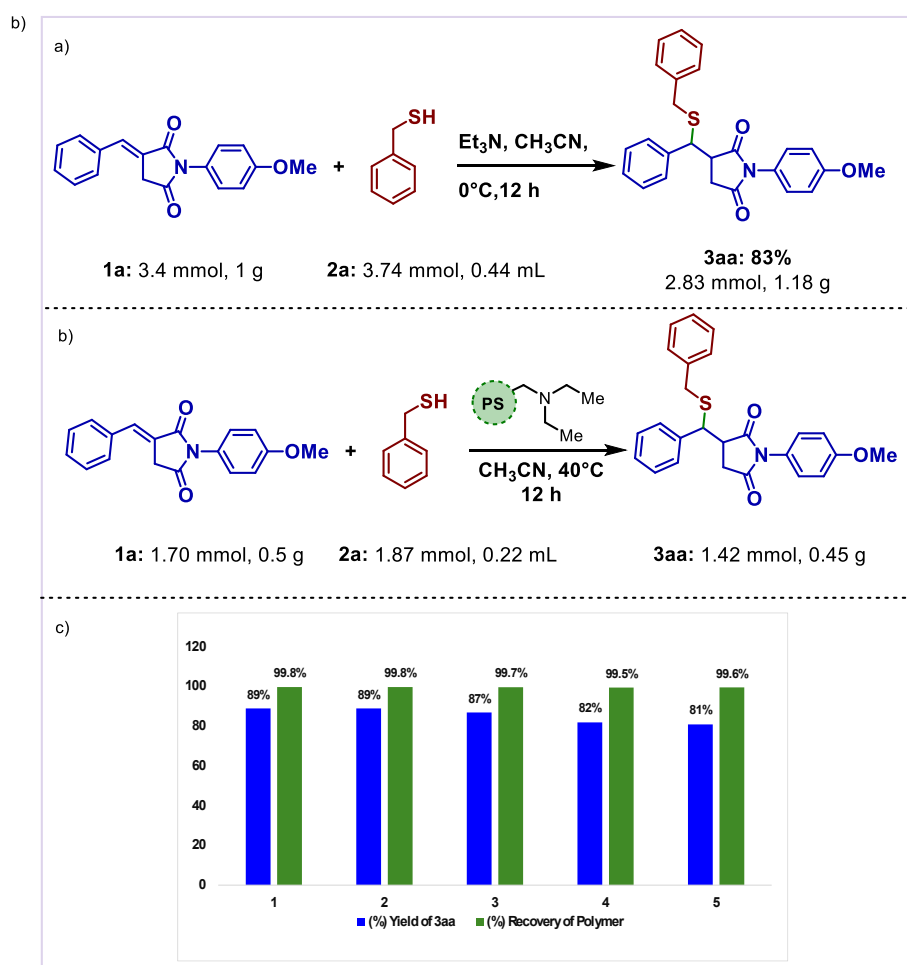 b)
a)
SH
S
O
O
N
OMe
+
Et₃N, CH₃CN,
0°C,12 h
O
O
N
OMe
1a: 3.4 mmol, 1 g
2a: 3.74 mmol, 0.44 mL
3aa: 83%
2.83 mmol, 1.18 g
b)
SH
PS
N
Me
Me
S
O
O
N
OMe
+
CH₃CN, 40°C
12 h
O
O
N
OMe
1a: 1.70 mmol, 0.5 g
2a: 1.87 mmol, 0.22 mL
3aa: 1.42 mmol, 0.45 g
c)
120
100
80
60
40
20
0
89%
99.8%
89%
99.8%
87%
99.7%
82%
99.5%
81%
99.6%
1
2
3
4
5
(%) Yield of 3aa
(%) Recovery of Polymer